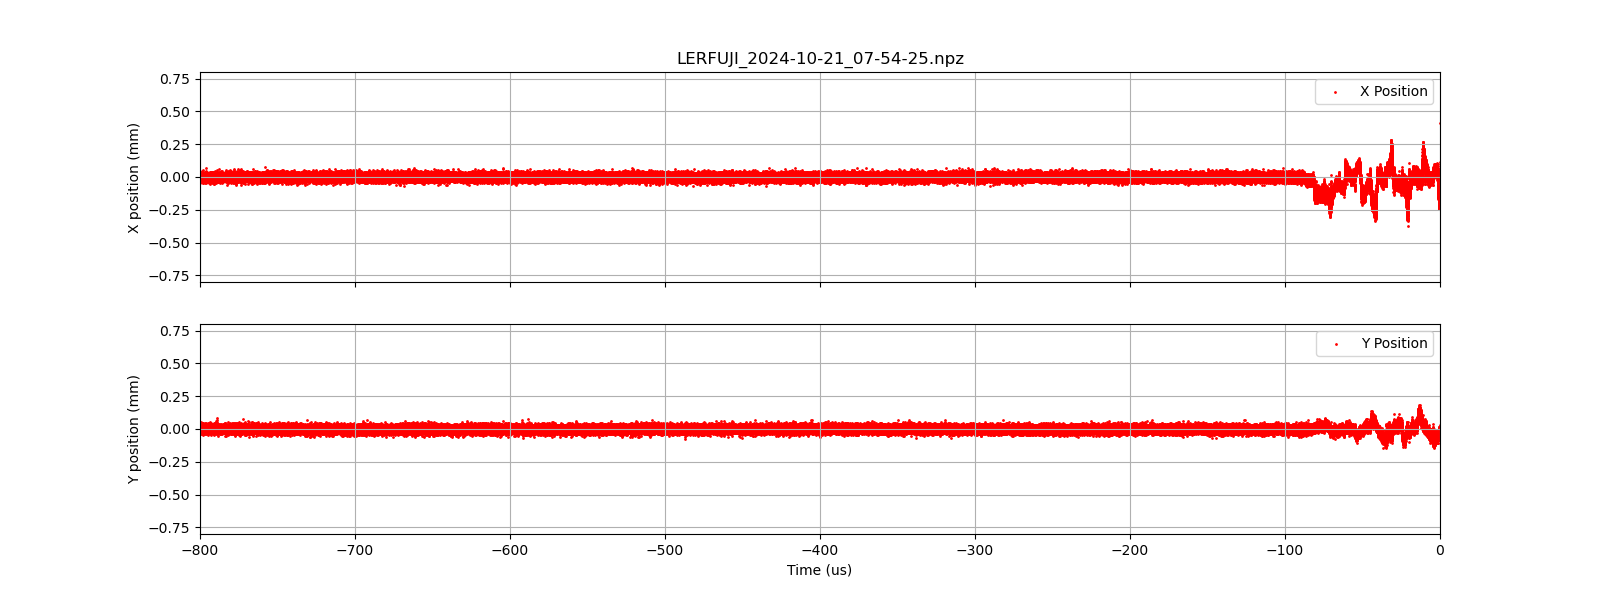 LERFUJI_2024-10-21_07-54-25.npz
0.75
0.50
0.25
0.00
−0.25
−0.50
−0.75
X position (mm)
X Position
0.75
0.50
0.25
0.00
−0.25
−0.50
−0.75
Y position (mm)
Y Position
−800 −700 −600 −500 −400 −300 −200 −100 0
Time (us)